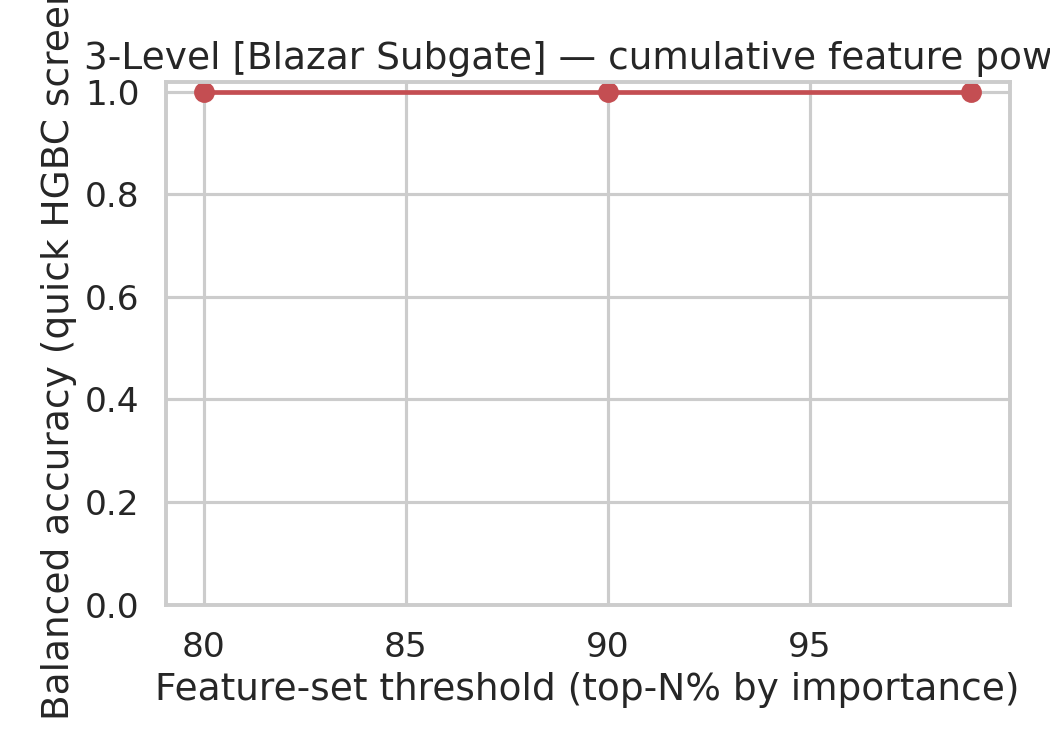 3-Level [Blazar Subgate] — cumulative feature pow
Balanced accuracy (quick HGBC screen
1.0
0.8
0.6
0.4
0.2
0.0
80 85 90 95
Feature-set threshold (top-N% by importance)